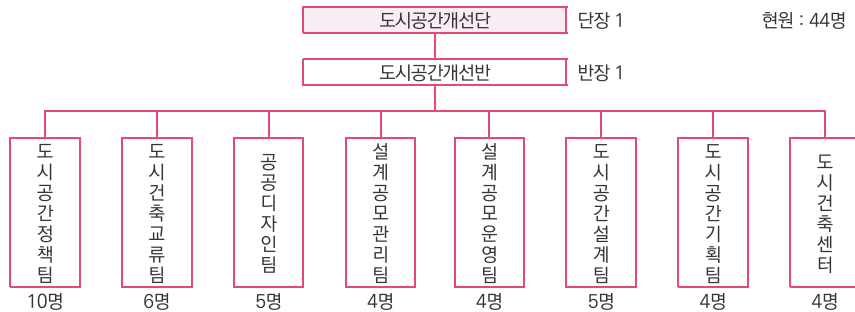 도시공간개선단 단장 1 현원 : 44명
도시공간개선반 반장 1
도시공간정책팀
도시건축교류팀
공공디자인팀
설계공모관리팀
설계공모운영팀
도시공간설계팀
도시공간기획팀
도시건축센터
10명 6명 5명 4명 4명 5명 4명 4명